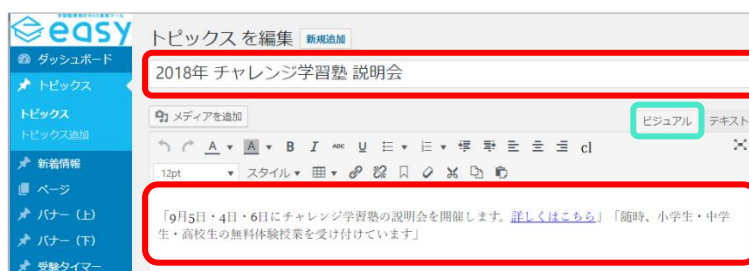 easy
トピックス を編集 新規追加
ダッシュボード
トピックス
2018年 チャレンジ学習塾 説明会
トピックス
トピックス追加
メディアを追加
ビジュアル テキスト
新着情報
A A B I ABC U cl
ページ
12pt スタイル
バナー（上）
「9月5日・4日・6日にチャレンジ学習塾の説明会を開催します。詳しくはこちら」「随時、小学生・中学
生・高校生の無料体験授業を受け付けています」
バナー（下）
受験タイマー